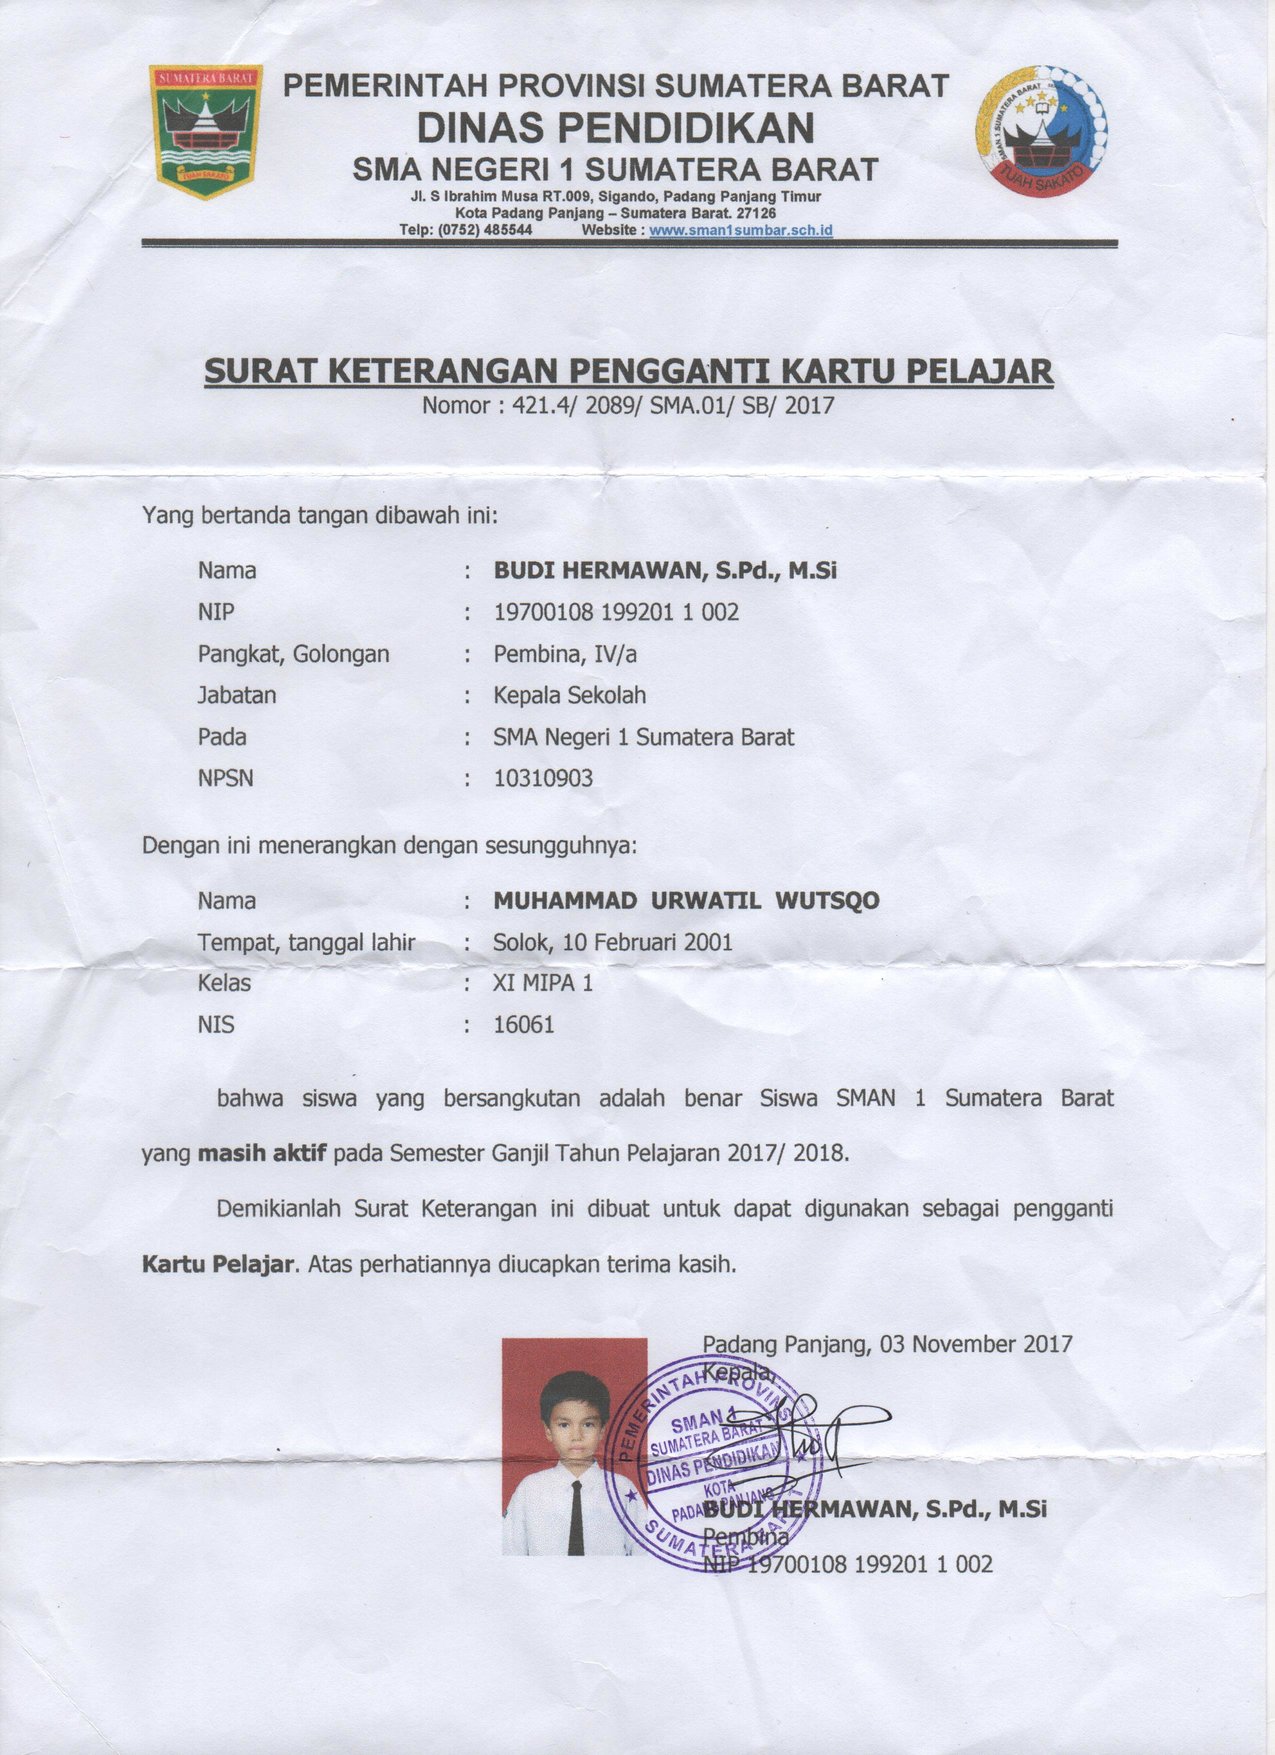 SUMATERA BARAT
TUAH SAKATO
PEMERINTAH PROVINSI SUMATERA BARAT
DINAS PENDIDIKAN
SMA NEGERI 1 SUMATERA BARAT
Jl. S Ibrahim Musa RT.009, Sigando, Padang Panjang Timur
Kota Padang Panjang – Sumatera Barat. 27126
Telp: (0752) 485544 Website : www.sman1sumbar.sch.id
SMAN 1 SUMATERA BARAT
TUAH SAKATO
SURAT KETERANGAN PENGGANTI KARTU PELAJAR
Nomor : 421.4/ 2089/ SMA.01/ SB/ 2017
Yang bertanda tangan dibawah ini:
Nama : BUDI HERMAWAN, S.Pd., M.Si
NIP : 19700108 199201 1 002
Pangkat, Golongan : Pembina, IV/a
Jabatan : Kepala Sekolah
Pada : SMA Negeri 1 Sumatera Barat
NPSN : 10310903
Dengan ini menerangkan dengan sesungguhnya:
Nama : MUHAMMAD URWATIL WUTSQO
Tempat, tanggal lahir : Solok, 10 Februari 2001
Kelas : XI MIPA 1
NIS : 16061
bahwa siswa yang bersangkutan adalah benar Siswa SMAN 1 Sumatera Barat
yang masih aktif pada Semester Ganjil Tahun Pelajaran 2017/ 2018.
Demikianlah Surat Keterangan ini dibuat untuk dapat digunakan sebagai pengganti
Kartu Pelajar. Atas perhatiannya diucapkan terima kasih.
Padang Panjang, 03 November 2017
Kepala,
PEMERINTAH PROVINSI
SMAN 1
SUMATERA BARAT
DINAS PENDIDIKAN
KOTA
PADANG PANJANG
SUMATERA BARAT
BUDI HERMAWAN, S.Pd., M.Si
Pembina
NIP 19700108 199201 1 002